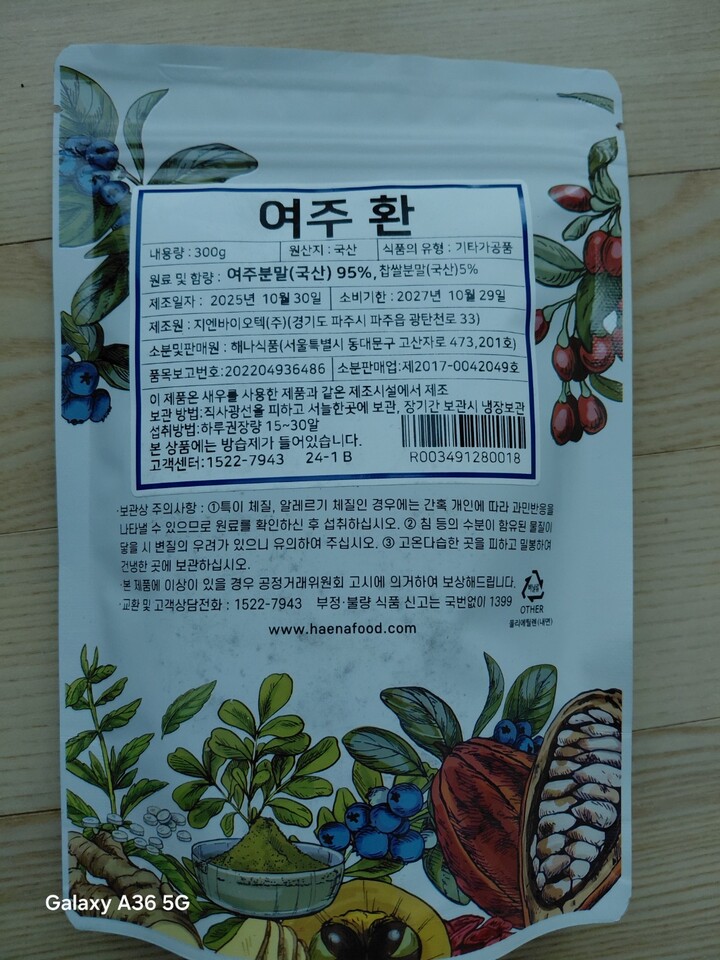 여주 환
내용량 : 300g 원산지 : 국산 식품의 유형 : 기타가공품
원료 및 함량 : 여주분말(국산) 95%, 찹쌀분말(국산)5%
제조일자 : 2025년 10월 30일 소비기한 : 2027년 10월 29일
제조원 : 지엔바이오텍(주)(경기도 파주시 파주읍 광탄천로 33)
소분및판매원 : 해나식품(서울특별시 동대문구 고산자로 473,201호)
품목보고번호:202204936486 소분판매업:제2017-0042049호
이 제품은 새우를 사용한 제품과 같은 제조시설에서 제조
보관 방법:직사광선을 피하고 서늘한곳에 보관, 장기간 보관시 냉장보관
섭취방법:하루권장량 15~30알
본 상품에는 방습제가 들어있습니다.
고객센터:1522-7943 24-1 B
R003491280018
·보관상 주의사항 : ①특이 체질, 알레르기 체질인 경우에는 간혹 개인에 따라 과민반응을
나타낼 수 있으므로 원료를 확인하신 후 섭취하십시오. ② 침 등의 수분이 함유된 물질이
닿을 시 변질의 우려가 있으니 유의하여 주십시오. ③ 고온다습한 곳을 피하고 밀봉하여
건냉한 곳에 보관하십시오.
·본 제품에 이상이 있을 경우 공정거래위원회 고시에 의거하여 보상해드립니다.
·교환 및 고객상담전화 : 1522-7943 부정·불량 식품 신고는 국번없이 1399
비닐류
OTHER
폴리에틸렌(내면)
www.haenafood.com
Galaxy A36 5G